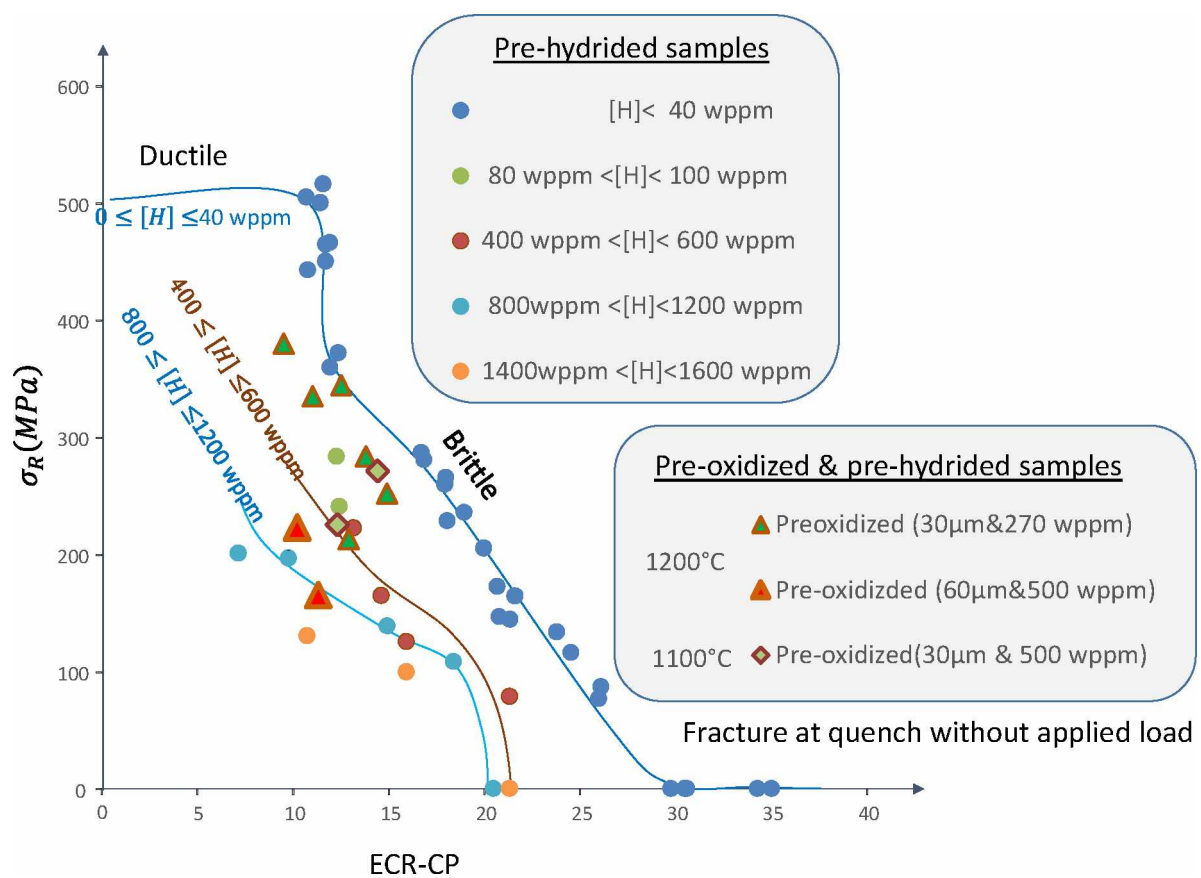 Pre-hydrided samples
[H]< 40 wppm
80 wppm <[H]< 100 wppm
400 wppm <[H]< 600 wppm
800wppm <[H]<1200 wppm
1400wppm <[H]<1600 wppm
600
500
400
300
200
100
0
σR(MPa)
Ductile
0 ≤ [H] ≤40 wppm
400 ≤ [H] ≤600 wppm
800 ≤ [H] ≤1200 wppm
Brittle
Pre-oxidized & pre-hydrided samples
Preoxidized (30µm&270 wppm)
1200°C
Pre-oxidizded (60µm&500 wppm)
1100°C Pre-oxidized(30µm & 500 wppm)
Fracture at quench without applied load
0 5 10 15 20 25 30 35 40
ECR-CP